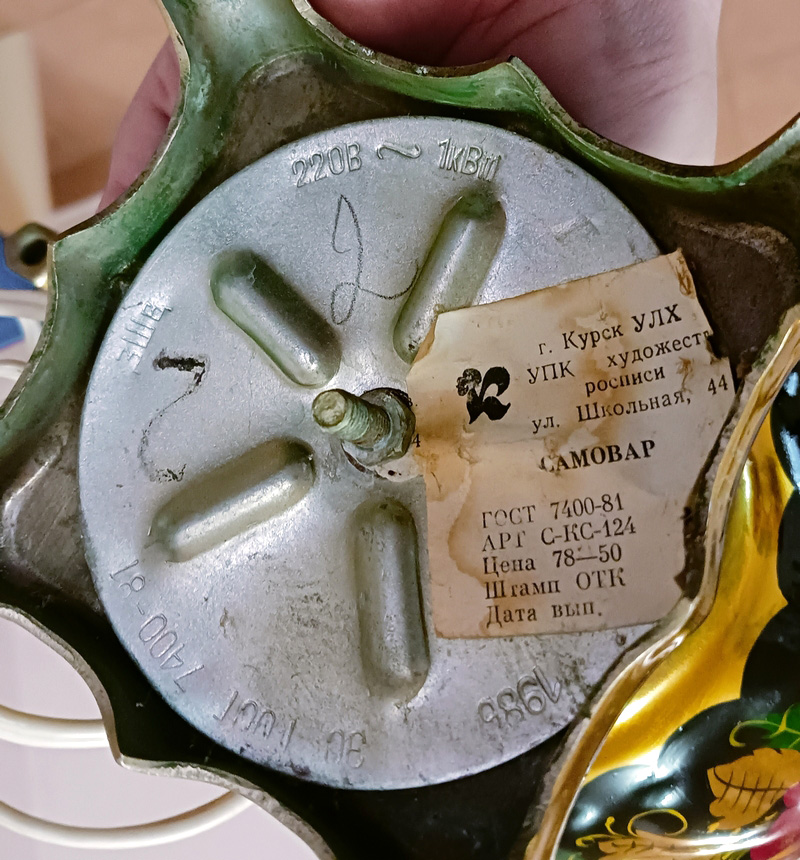 220В ~ 1кВт
г. Курск УЛХ
УПК художест
росписи
ул. Школьная, 44
САМОВАР
ГОСТ 7400-81
АРТ С-КС-124
Цена 78—50
Штамп ОТК
Дата вып.
ЗЛ ГОСТ 7400-81